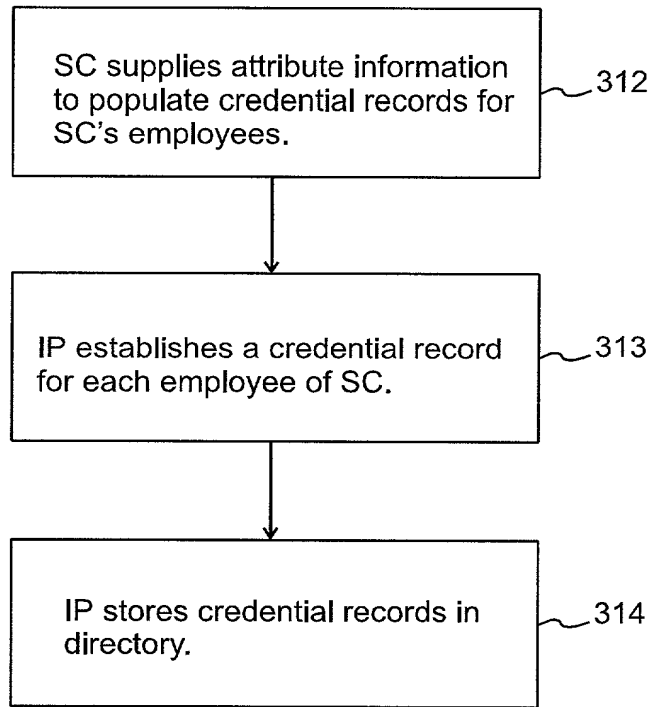 SC supplies attribute information
to populate credential records for
SC's employees.
312
IP establishes a credential record
for each employee of SC.
313
IP stores credential records in
directory.
314